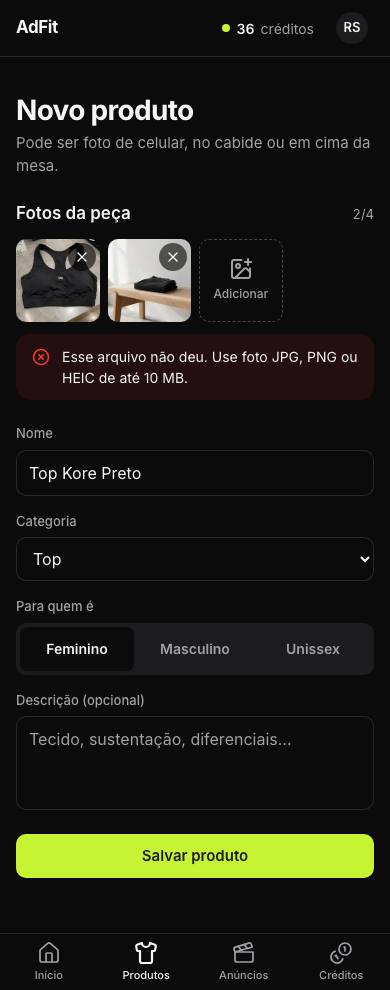 AdFit
36 créditos
RS
Novo produto
Pode ser foto de celular, no cabide ou em cima da
mesa.
Fotos da peça
2/4
Adicionar
Esse arquivo não deu. Use foto JPG, PNG ou
HEIC de até 10 MB.
Nome
Top Kore Preto
Categoria
Top
Para quem é
Feminino
Masculino
Unissex
Descrição (opcional)
Tecido, sustentação, diferenciais...
Salvar produto
Início
Produtos
Anúncios
Créditos